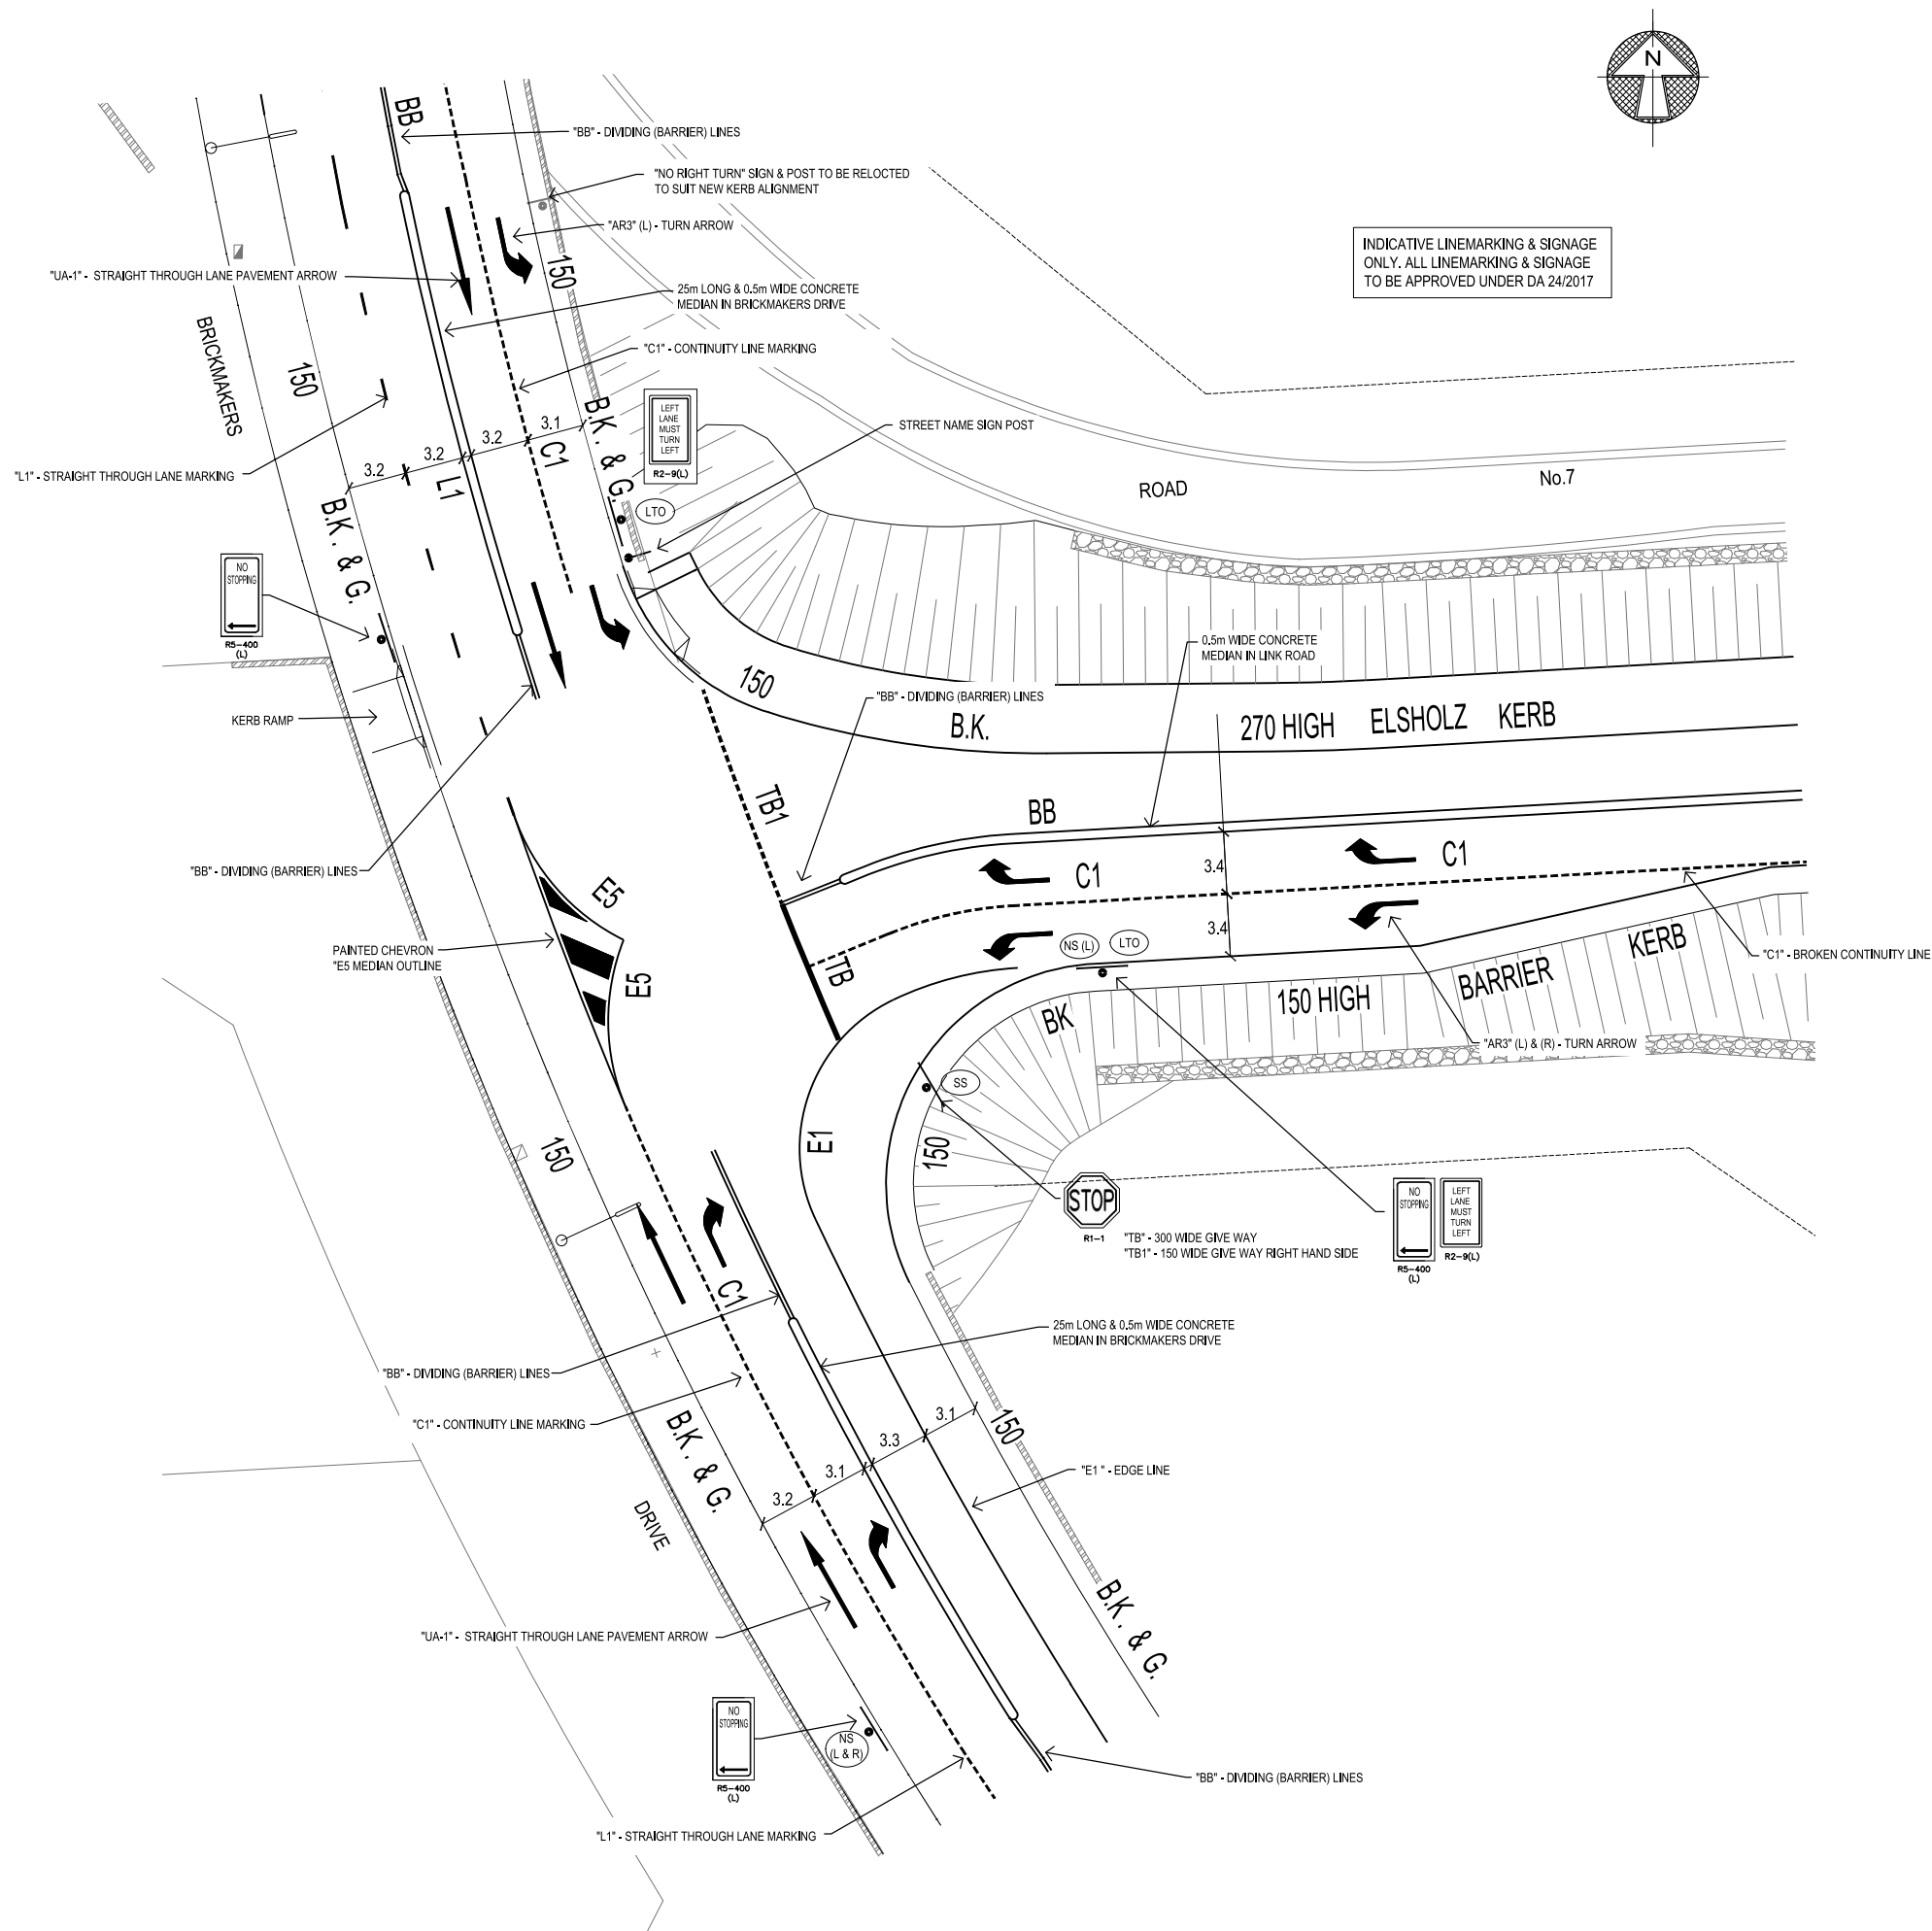 N
BB
"BB" - DIVIDING (BARRIER) LINES
"NO RIGHT TURN" SIGN & POST TO BE RELOCTED
TO SUIT NEW KERB ALIGNMENT
"AR3" (L) - TURN ARROW
150
INDICATIVE LINEMARKING & SIGNAGE
ONLY. ALL LINEMARKING & SIGNAGE
TO BE APPROVED UNDER DA 24/2017
"UA-1" - STRAIGHT THROUGH LANE PAVEMENT ARROW
25m LONG & 0.5m WIDE CONCRETE
MEDIAN IN BRICKMAKERS DRIVE
BRICKMAKERS
150
"C1" - CONTINUITY LINE MARKING
LEFT
LANE
MUST
TURN
LEFT
R2-9(L)
STREET NAME SIGN POST
3.2
3.2
3.2
3.1
C1
B.K. & G.
"L1" - STRAIGHT THROUGH LANE MARKING
L1
ROAD
No.7
LTO
B.K. & G.
NO
STOPPING
R5-400
(L)
0.5m WIDE CONCRETE
MEDIAN IN LINK ROAD
150
"BB" - DIVIDING (BARRIER) LINES
KERB RAMP
B.K.
270 HIGH ELSHOLZ KERB
TB1
BB
"BB" - DIVIDING (BARRIER) LINES
E5
C1
3.4
C1
3.4
PAINTED CHEVRON
"E5 MEDIAN OUTLINE
E5
TB
NS (L)
LTO
KERB
BARRIER
150 HIGH
BK
"C1" - BROKEN CONTINUITY LINE
"AR3" (L) & (R) - TURN ARROW
SS
150
E1
150
STOP
R1-1
"TB" - 300 WIDE GIVE WAY
"TB1" - 150 WIDE GIVE WAY RIGHT HAND SIDE
NO
STOPPING
R5-400
(L)
LEFT
LANE
MUST
TURN
LEFT
R2-9(L)
C1
25m LONG & 0.5m WIDE CONCRETE
MEDIAN IN BRICKMAKERS DRIVE
"BB" - DIVIDING (BARRIER) LINES
"C1" - CONTINUITY LINE MARKING
B.K. & G.
3.2
3.1
3.3
3.1
150
"E1 " - EDGE LINE
DRIVE
B.K. & G.
"UA-1" - STRAIGHT THROUGH LANE PAVEMENT ARROW
NO
STOPPING
R5-400
(L)
NS
(L & R)
"BB" - DIVIDING (BARRIER) LINES
"L1" - STRAIGHT THROUGH LANE MARKING